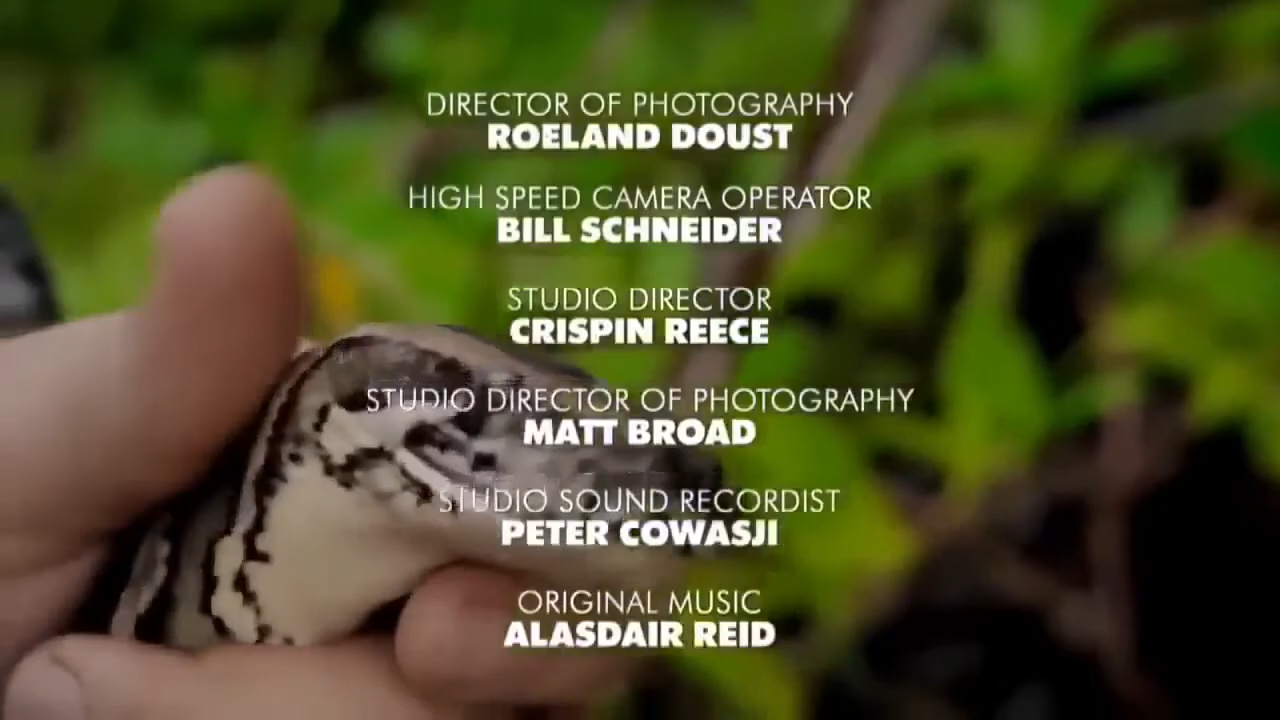 DIRECTOR OF PHOTOGRAPHY
ROELAND DOUST
HIGH SPEED CAMERA OPERATOR
BILL SCHNEIDER
STUDIO DIRECTOR
CRISPIN REECE
STUDIO DIRECTOR OF PHOTOGRAPHY
MATT BROAD
STUDIO SOUND RECORDIST
PETER COWASJI
ORIGINAL MUSIC
ALASDAIR REID